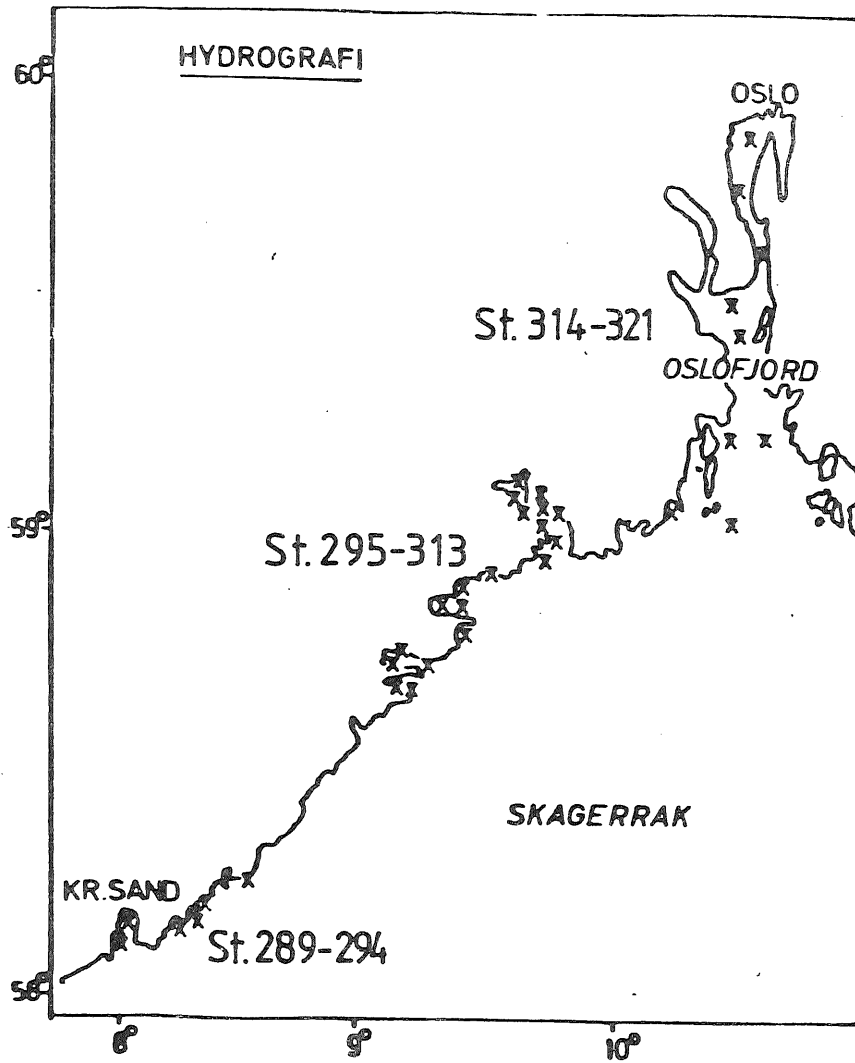 HYDROGRAFI
60°
OSLO
St. 314-321
OSLOFJORD
59°
St. 295-313
SKAGERRAK
KR.SAND
St. 289-294
58°
8°
9°
10°